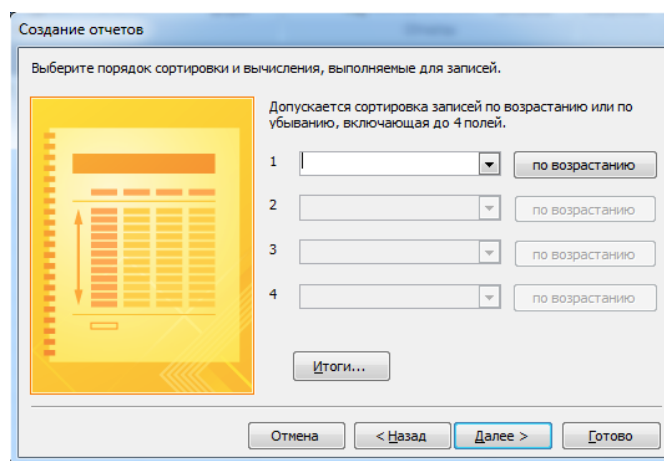 Создание отчетов
Выберите порядок сортировки и вычисления, выполняемые для записей.
Допускается сортировка записей по возрастанию или по
убыванию, включающая до 4 полей.
1 по возрастанию
2 по возрастанию
3 по возрастанию
4 по возрастанию
Итоги...
Отмена < Назад Далее > Готово